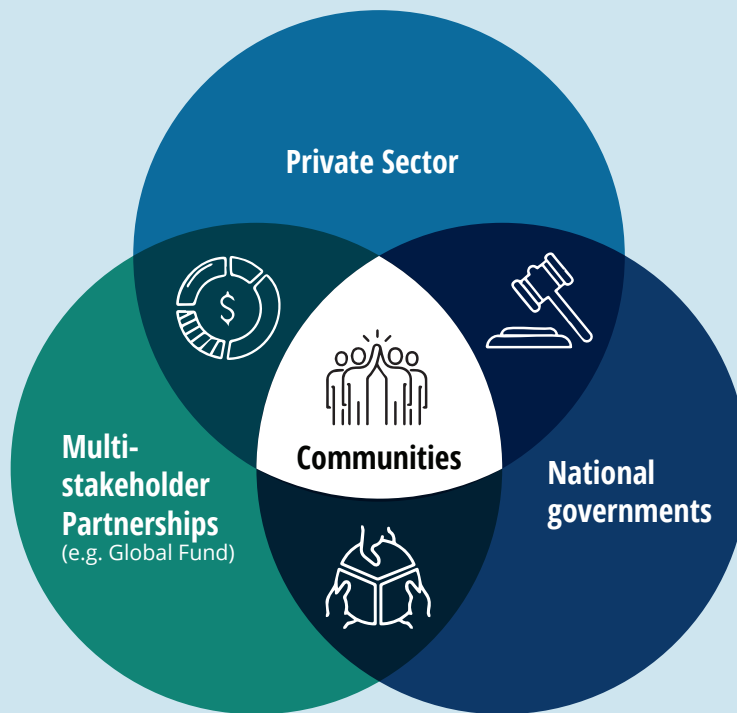 Private Sector
$
Communities
Multi-
stakeholder
Partnerships
(e.g. Global Fund)
National
governments